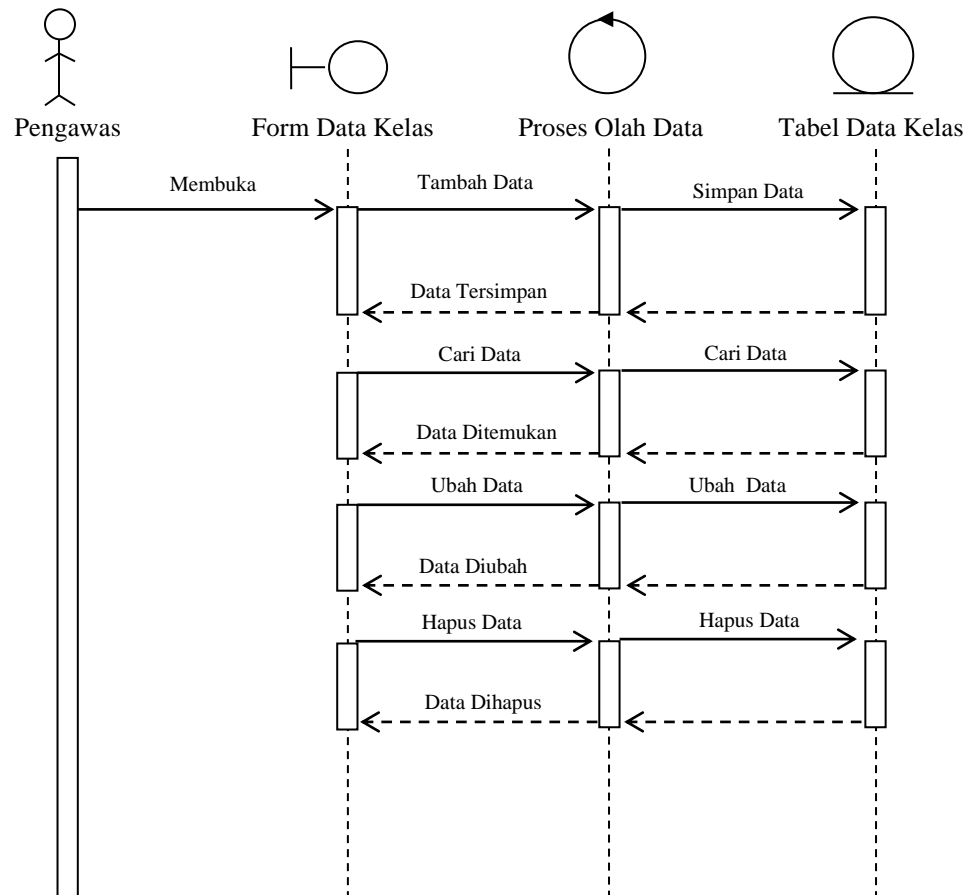 Pengawas
Form Data Kelas
Proses Olah Data
Tabel Data Kelas
Membuka
Tambah Data
Simpan Data
Data Tersimpan
Cari Data
Cari Data
Data Ditemukan
Ubah Data
Ubah  Data
Data Diubah
Hapus Data
Hapus Data
Data Dihapus